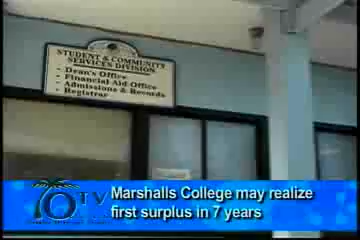 STUDENT & COMMUNITY
SERVICES DIVISION
- Dean's Office
- Financial Aid Office
- Admissions & Records
- Registrar
OTV
Marshalls College may realize
first surplus in 7 years